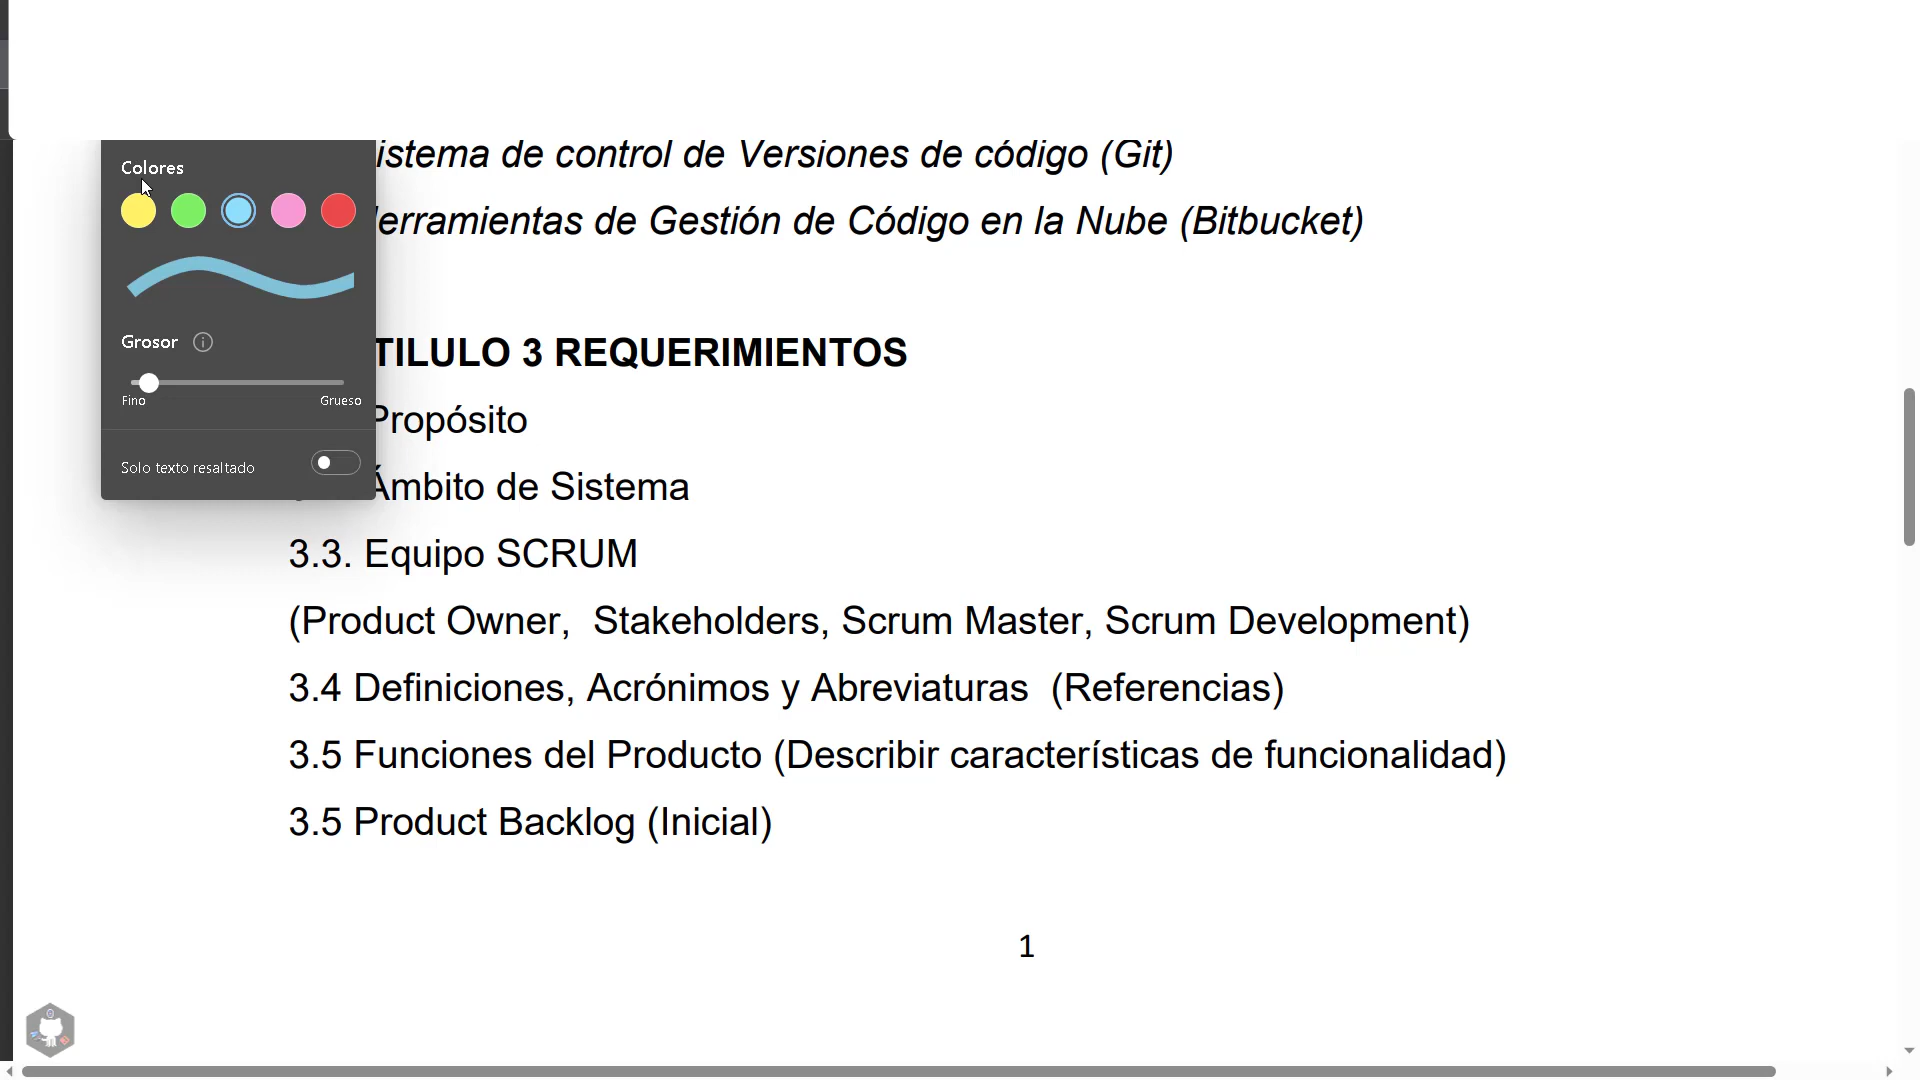 Colores
Grosor
Fino Grueso
Solo texto resaltado
istema de control de Versiones de código (Git)
erramientas de Gestión de Código en la Nube (Bitbucket)
TILULO 3 REQUERIMIENTOS
Propósito
Ámbito de Sistema
3.3. Equipo SCRUM
(Product Owner,  Stakeholders, Scrum Master, Scrum Development)
3.4 Definiciones, Acrónimos y Abreviaturas  (Referencias)
3.5 Funciones del Producto (Describir características de funcionalidad)
3.5 Product Backlog (Inicial)
1